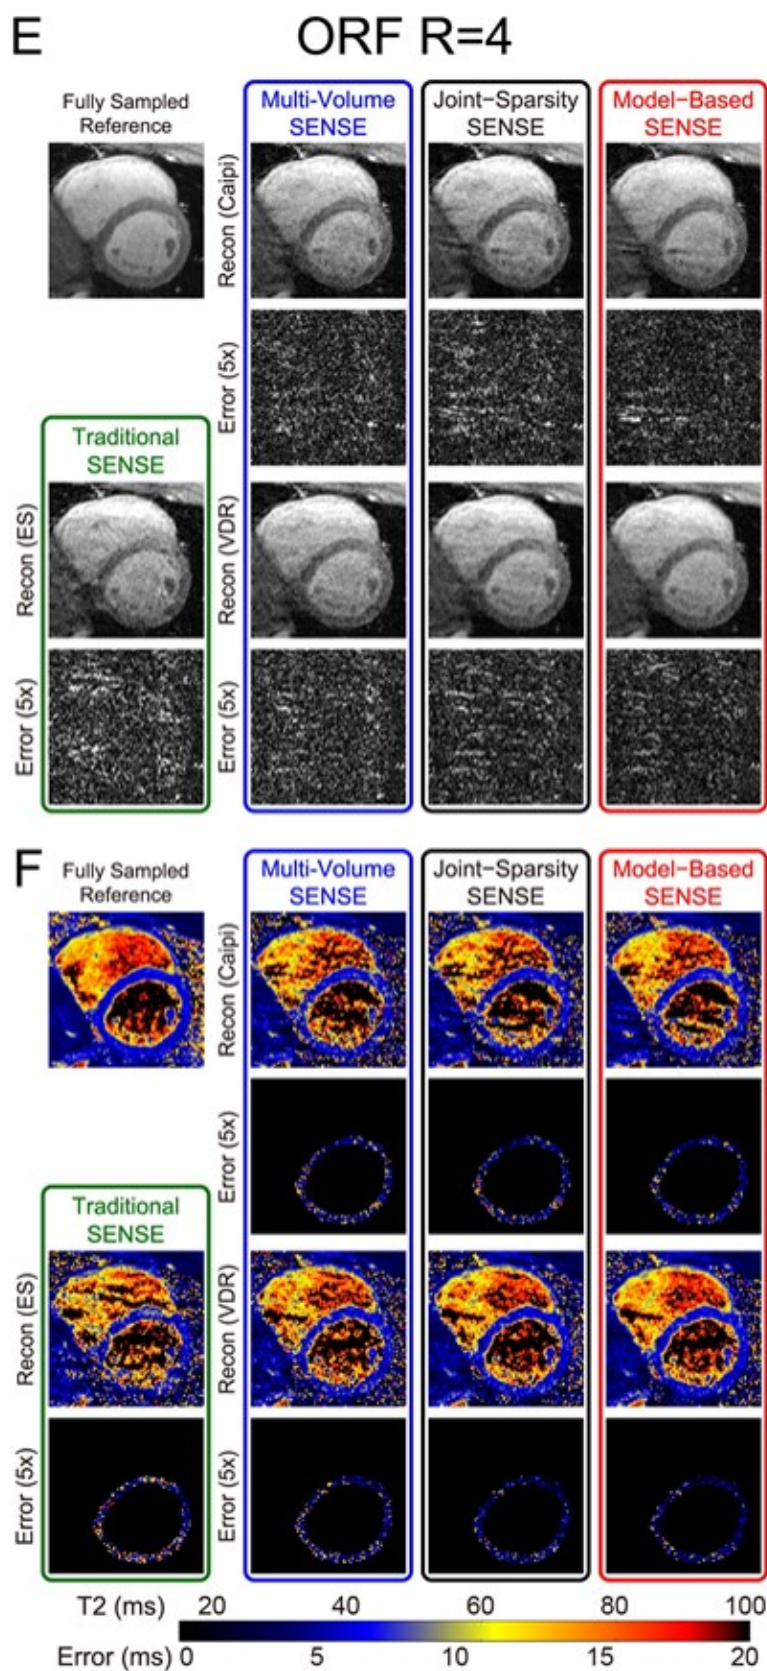 E
ORF R=4
Fully Sampled
Reference
Multi-Volume
SENSE
Joint-Sparsity
SENSE
Model-Based
SENSE
Recon (Caipi)
Error (5x)
Traditional
SENSE
Recon (ES)
Recon (VDR)
Error (5x)
Error (5x)
F
Fully Sampled
Reference
Multi-Volume
SENSE
Joint-Sparsity
SENSE
Model-Based
SENSE
Recon (Caipi)
Error (5x)
Traditional
SENSE
Recon (ES)
Recon (VDR)
Error (5x)
Error (5x)
T2 (ms) 20 40 60 80 100
Error (ms) 0 5 10 15 20